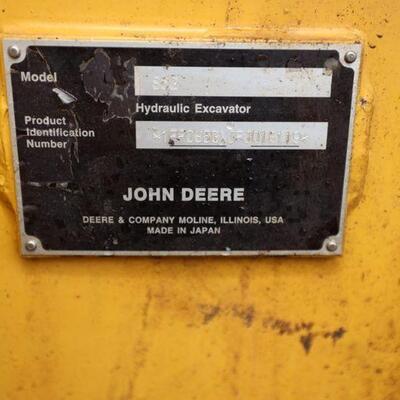 Model
Hydraulic Excavator
Product
Identification
Number
JOHN DEERE
DEERE & COMPANY MOLINE, ILLINOIS, USA
MADE IN JAPAN